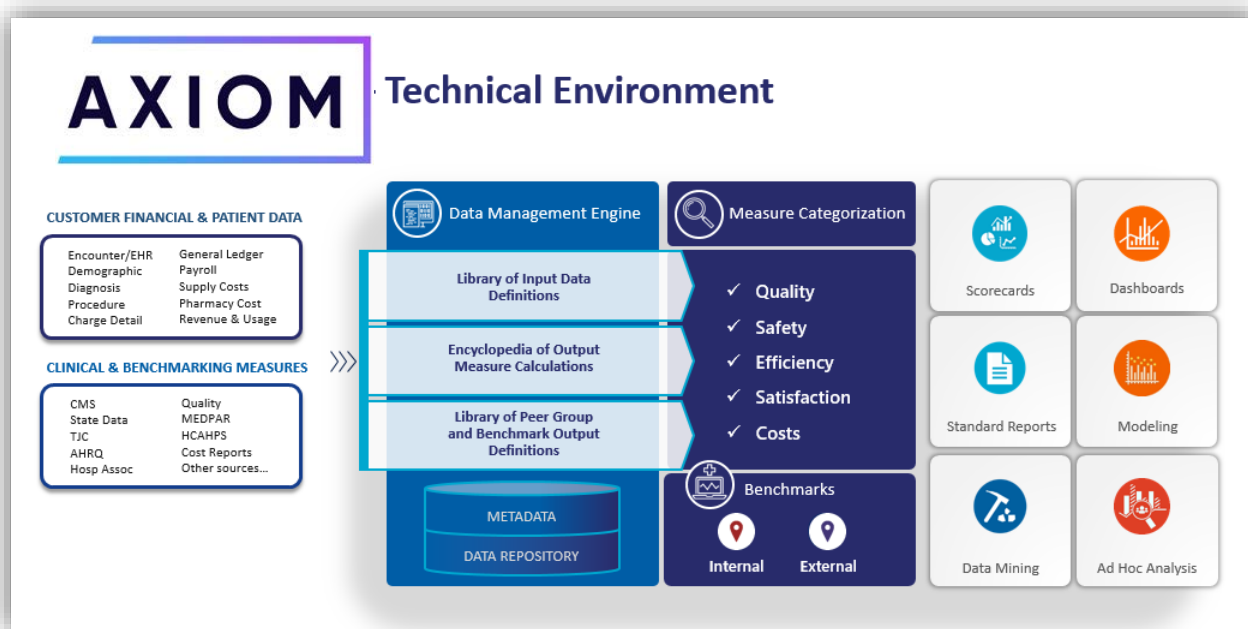 AXIOM
Technical Environment
CUSTOMER FINANCIAL & PATIENT DATA
Encounter/EHR
Demographic
Diagnosis
Procedure
Charge Detail
General Ledger
Payroll
Supply Costs
Pharmacy Cost
Revenue & Usage
CLINICAL & BENCHMARKING MEASURES
CMS
State Data
TJC
AHRQ
Hosp Assoc
Quality
MEDPAR
HCAHPS
Cost Reports
Other sources...
Data Management Engine
Library of Input Data
Definitions
Encyclopedia of Output
Measure Calculations
Library of Peer Group
and Benchmark Output
Definitions
METADATA
DATA REPOSITORY
Measure Categorization
✓ Quality
✓ Safety
✓ Efficiency
✓ Satisfaction
✓ Costs
Benchmarks
Internal
External
Scorecards
Dashboards
Standard Reports
Modeling
Data Mining
Ad Hoc Analysis